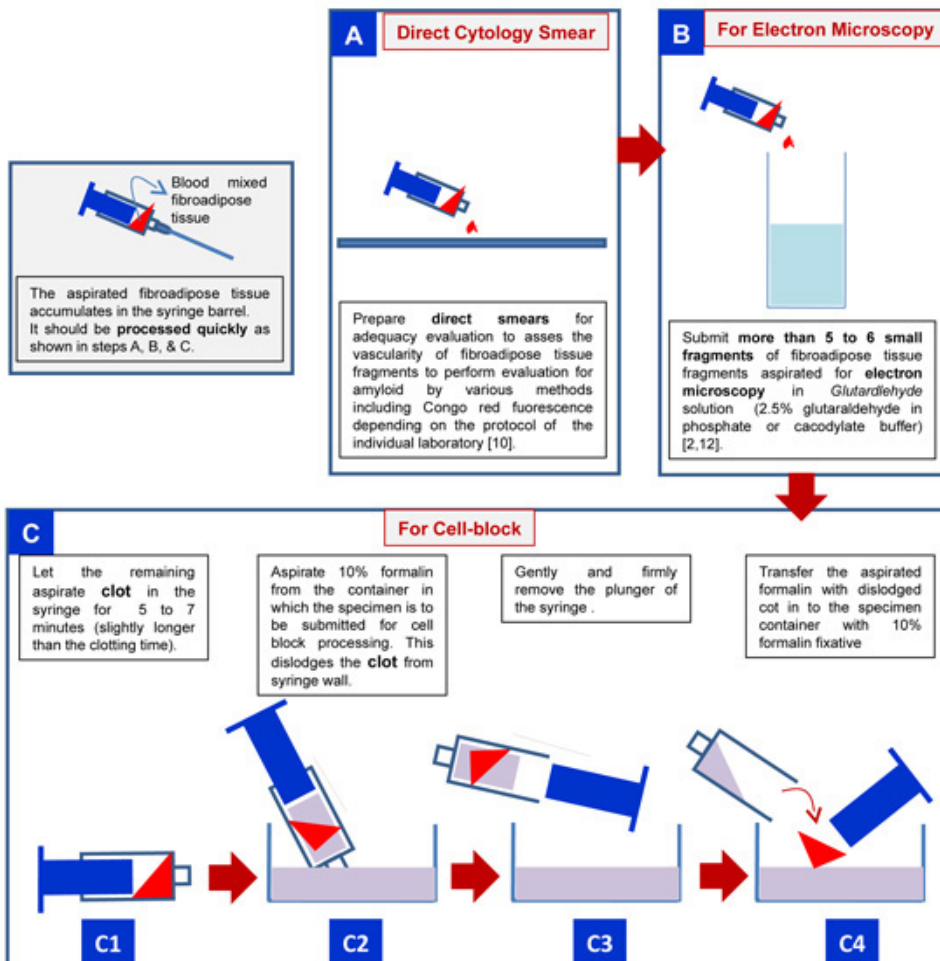 Blood mixed
fibroadipose
tissue
The aspirated fibroadipose tissue
accumulates in the syringe barrel.
It should be processed quickly as
shown in steps A, B, & C.
A
Direct Cytology Smear
Prepare direct smears for
adequacy evaluation to asses the
vascularity of fibroadipose tissue
fragments to perform evaluation for
amyloid by various methods
including Congo red fuorescence
depending on the protocol of the
individual laboratory [10].
B
For Electron Microscopy
Submit more than 5 to 6 small
fragments of fibroadipose tissue
fragments aspirated for electron
microscopy in Glutardlehyde
solution (2.5% glutaraldehyde in
phosphate or cacodylate buffer)
[2,12].
C
For Cell-block
Let the remaining
aspirate clot in the
syringe for 5 to 7
minutes (slightly longer
than the clotting time).
Aspirate 10% formalin
from the container in
which the specimen is to
be submitted for cell
block processing. This
dislodges the clot from
syringe wall.
Gently and firmly
remove the plunger of
the syringe .
Transfer the aspirated
formalin with dislodged
cot in to the specimen
container with 10%
formalin fixative
C1
C2
C3
C4